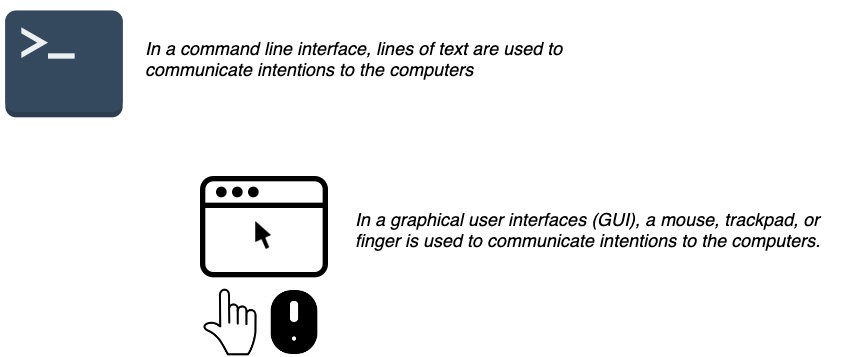 >_
In a command line interface, lines of text are used to
communicate intentions to the computers
In a graphical user interfaces (GUI), a mouse, trackpad, or
finger is used to communicate intentions to the computers.